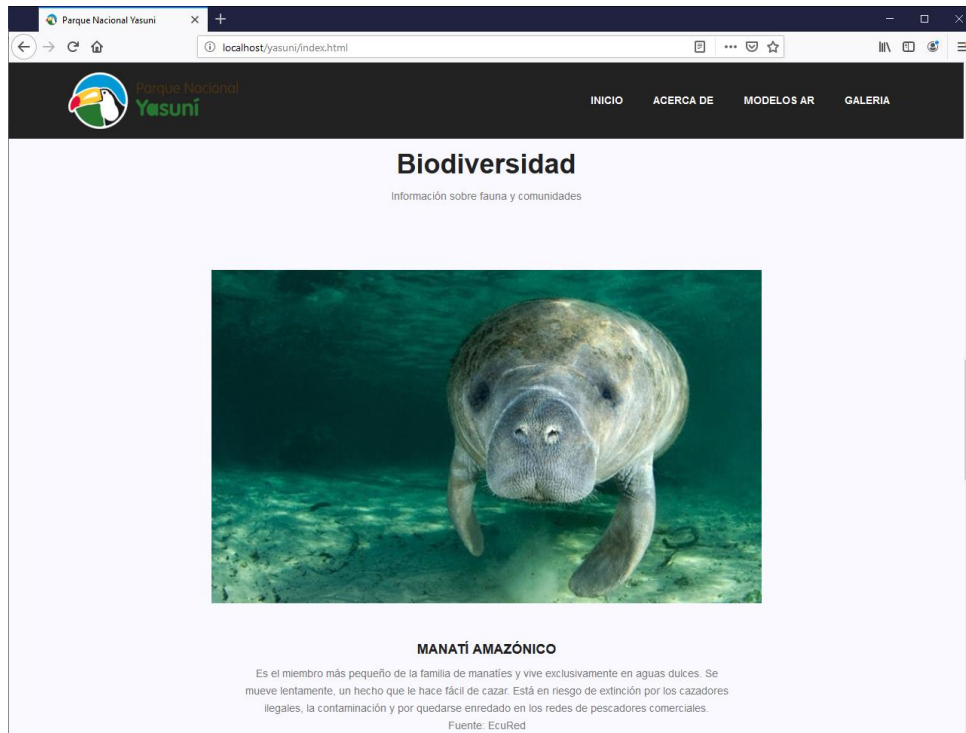 Parque Nacional Yasuni
localhost/yasuni/index.html
Parque Nacional
Yasuní
INICIO
ACERCA DE
MODELOS AR
GALERIA
Biodiversidad
Información sobre fauna y comunidades
MANATÍ AMAZÓNICO
Es el miembro más pequeño de la familia de manatíes y vive exclusivamente en aguas dulces. Se
mueve lentamente, un hecho que le hace fácil de cazar. Está en riesgo de extinción por los cazadores
ilegales, la contaminación y por quedarse enredado en los redes de pescadores comerciales.
Fuente: EcuRed